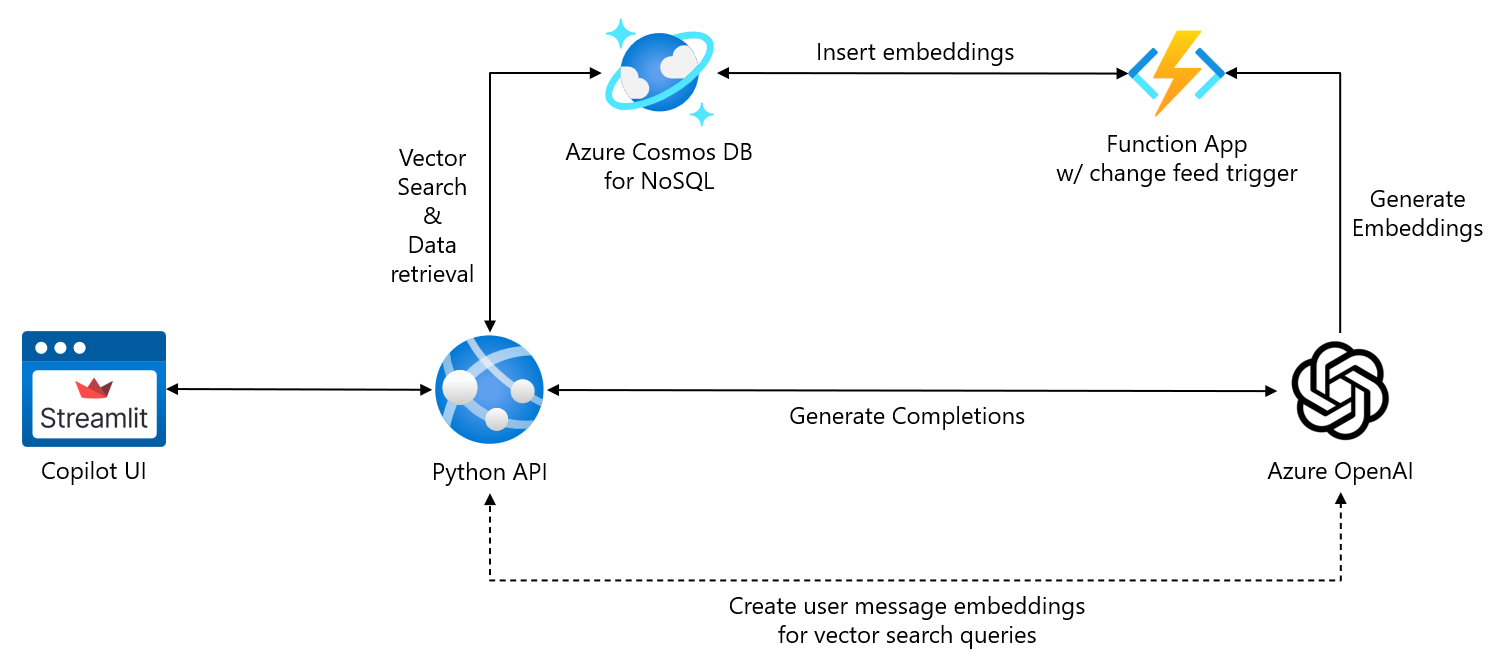 Insert embeddings
Azure Cosmos DB
for NoSQL
Function App
w/ change feed trigger
Vector
Search
&
Data
retrieval
Generate
Embeddings
Streamlit
Copilot UI
Python API
Generate Completions
Azure OpenAI
Create user message embeddings
for vector search queries